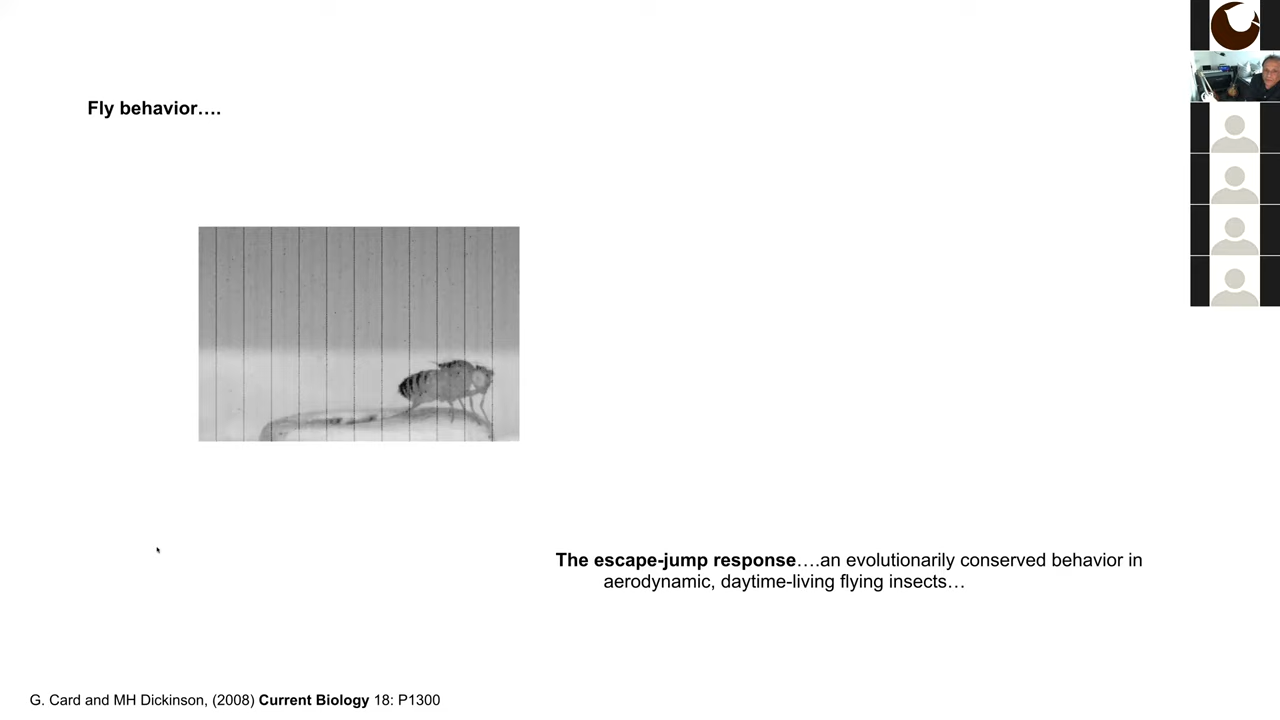 Fly behavior….
The escape-jump response….an evolutionarily conserved behavior in
aerodynamic, daytime-living flying insects…
G. Card and MH Dickinson, (2008) Current Biology 18: P1300